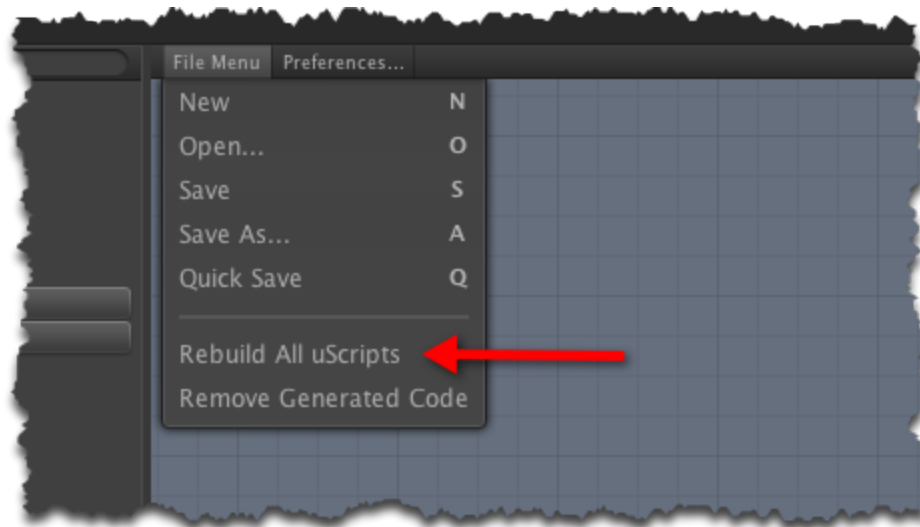 File Menu Preferences...
New N
Open... O
Save S
Save As... A
Quick Save Q
Rebuild All uScripts
Remove Generated Code